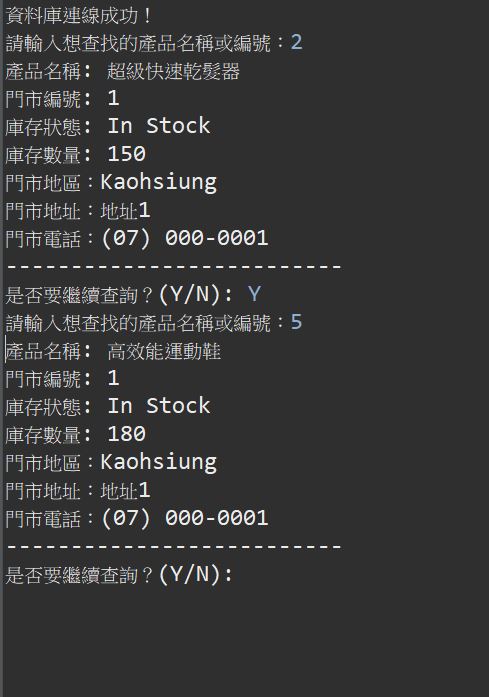 資料庫連線成功！
請輸入想查找的產品名稱或編號：2
產品名稱: 超級快速乾髮器
門市編號: 1
庫存狀態: In Stock
庫存數量: 150
門市地區：Kaohsiung
門市地址：地址1
門市電話：(07) 000-0001
--------------------------
是否要繼續查詢？(Y/N): Y
請輸入想查找的產品名稱或編號：5
產品名稱: 高效能運動鞋
門市編號: 1
庫存狀態: In Stock
庫存數量: 180
門市地區：Kaohsiung
門市地址：地址1
門市電話：(07) 000-0001
--------------------------
是否要繼續查詢？(Y/N):